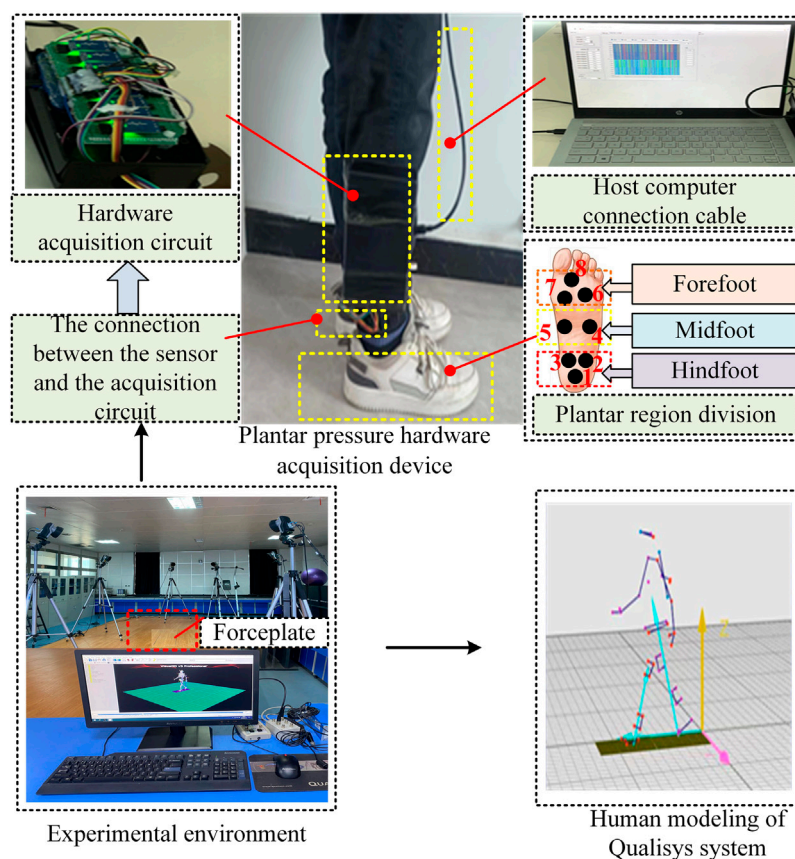 Hardware
acquisition circuit
The connection
between the sensor
and the acquisition
circuit
Plantar pressure hardware
acquisition device
Host computer
connection cable
8
7
6
5
4
3
2
1
Forefoot
Midfoot
Hindfoot
Plantar region division
Forceplate
Experimental environment
Z
Human modeling of
Qualisys system